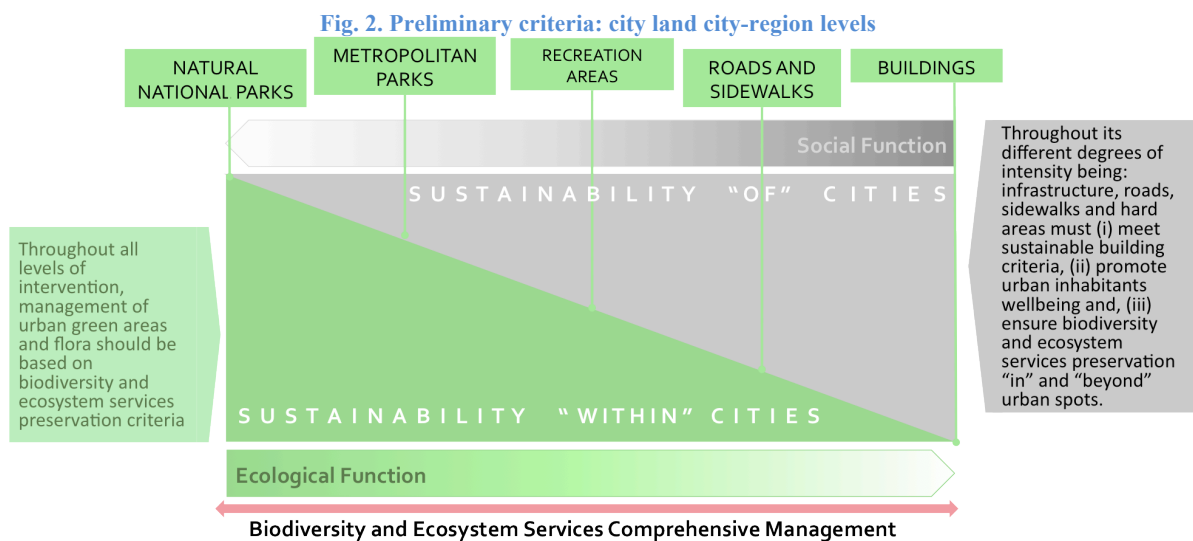 Fig. 2. Preliminary criteria: city land city-region levels
NATURAL
NATIONAL PARKS
METROPOLITAN
PARKS
RECREATION
AREAS
ROADS AND
SIDEWALKS
BUILDINGS
Social Function
SUSTAINABILITY "OF" CITIES
Throughout all
levels of
intervention,
management of
urban green areas
and flora should be
based on
biodiversity and
ecosystem services
preservation criteria
Throughout its
different degrees of
intensity being:
infrastructure, roads,
sidewalks and hard
areas must (i) meet
sustainable building
criteria, (ii) promote
urban inhabitants
wellbeing and, (iii)
ensure biodiversity
and ecosystem
services preservation
"in" and "beyond"
urban spots.
SUSTAINABILITY "WITHIN" CITIES
Ecological Function
Biodiversity and Ecosystem Services Comprehensive Management